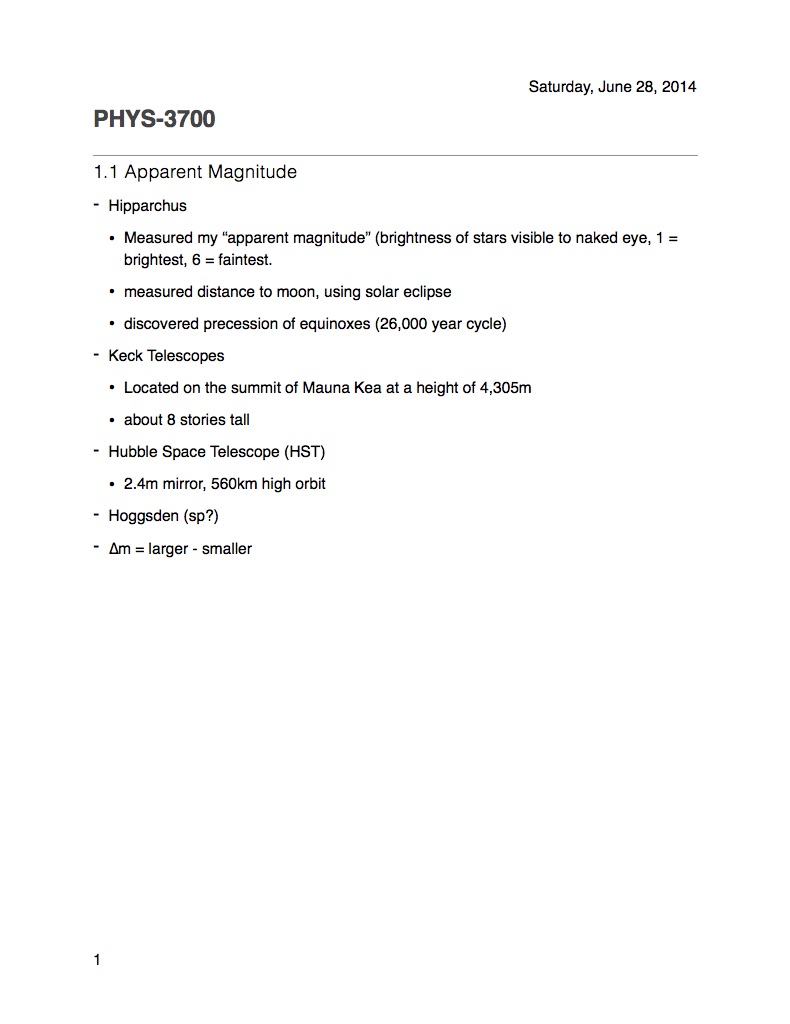 Saturday, June 28, 2014
PHYS-3700
1.1 Apparent Magnitude
- Hipparchus
• Measured my “apparent magnitude” (brightness of stars visible to naked eye, 1 =
brightest, 6 = faintest.
• measured distance to moon, using solar eclipse
• discovered precession of equinoxes (26,000 year cycle)
- Keck Telescopes
• Located on the summit of Mauna Kea at a height of 4,305m
• about 8 stories tall
- Hubble Space Telescope (HST)
• 2.4m mirror, 560km high orbit
- Hoggsden (sp?)
- Δm = larger - smaller
1